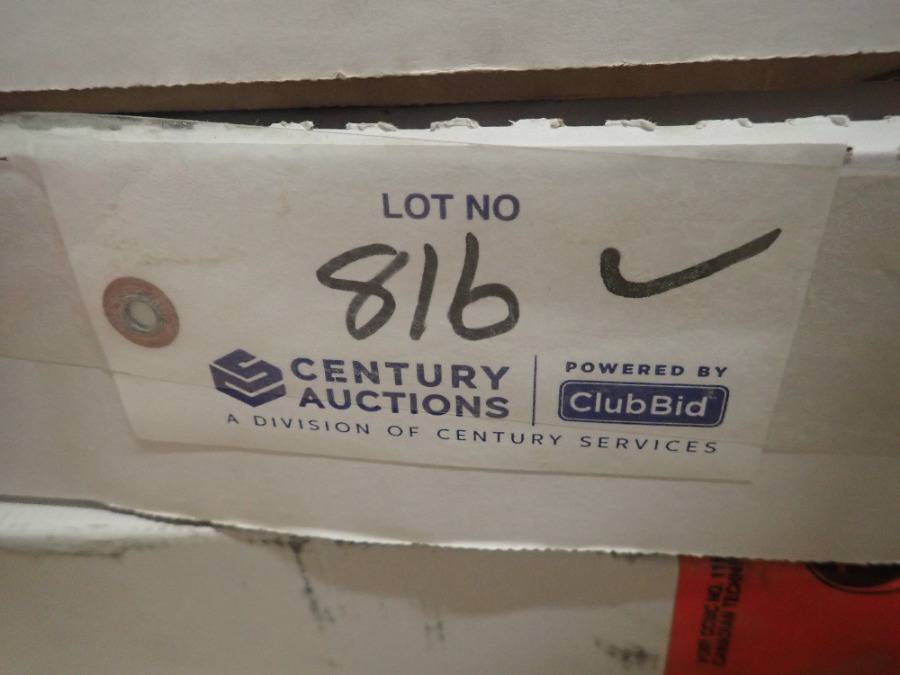 LOT NO
816
CENTURY
AUCTIONS
POWERED BY
ClubBid
A DIVISION OF CENTURY SERVICES